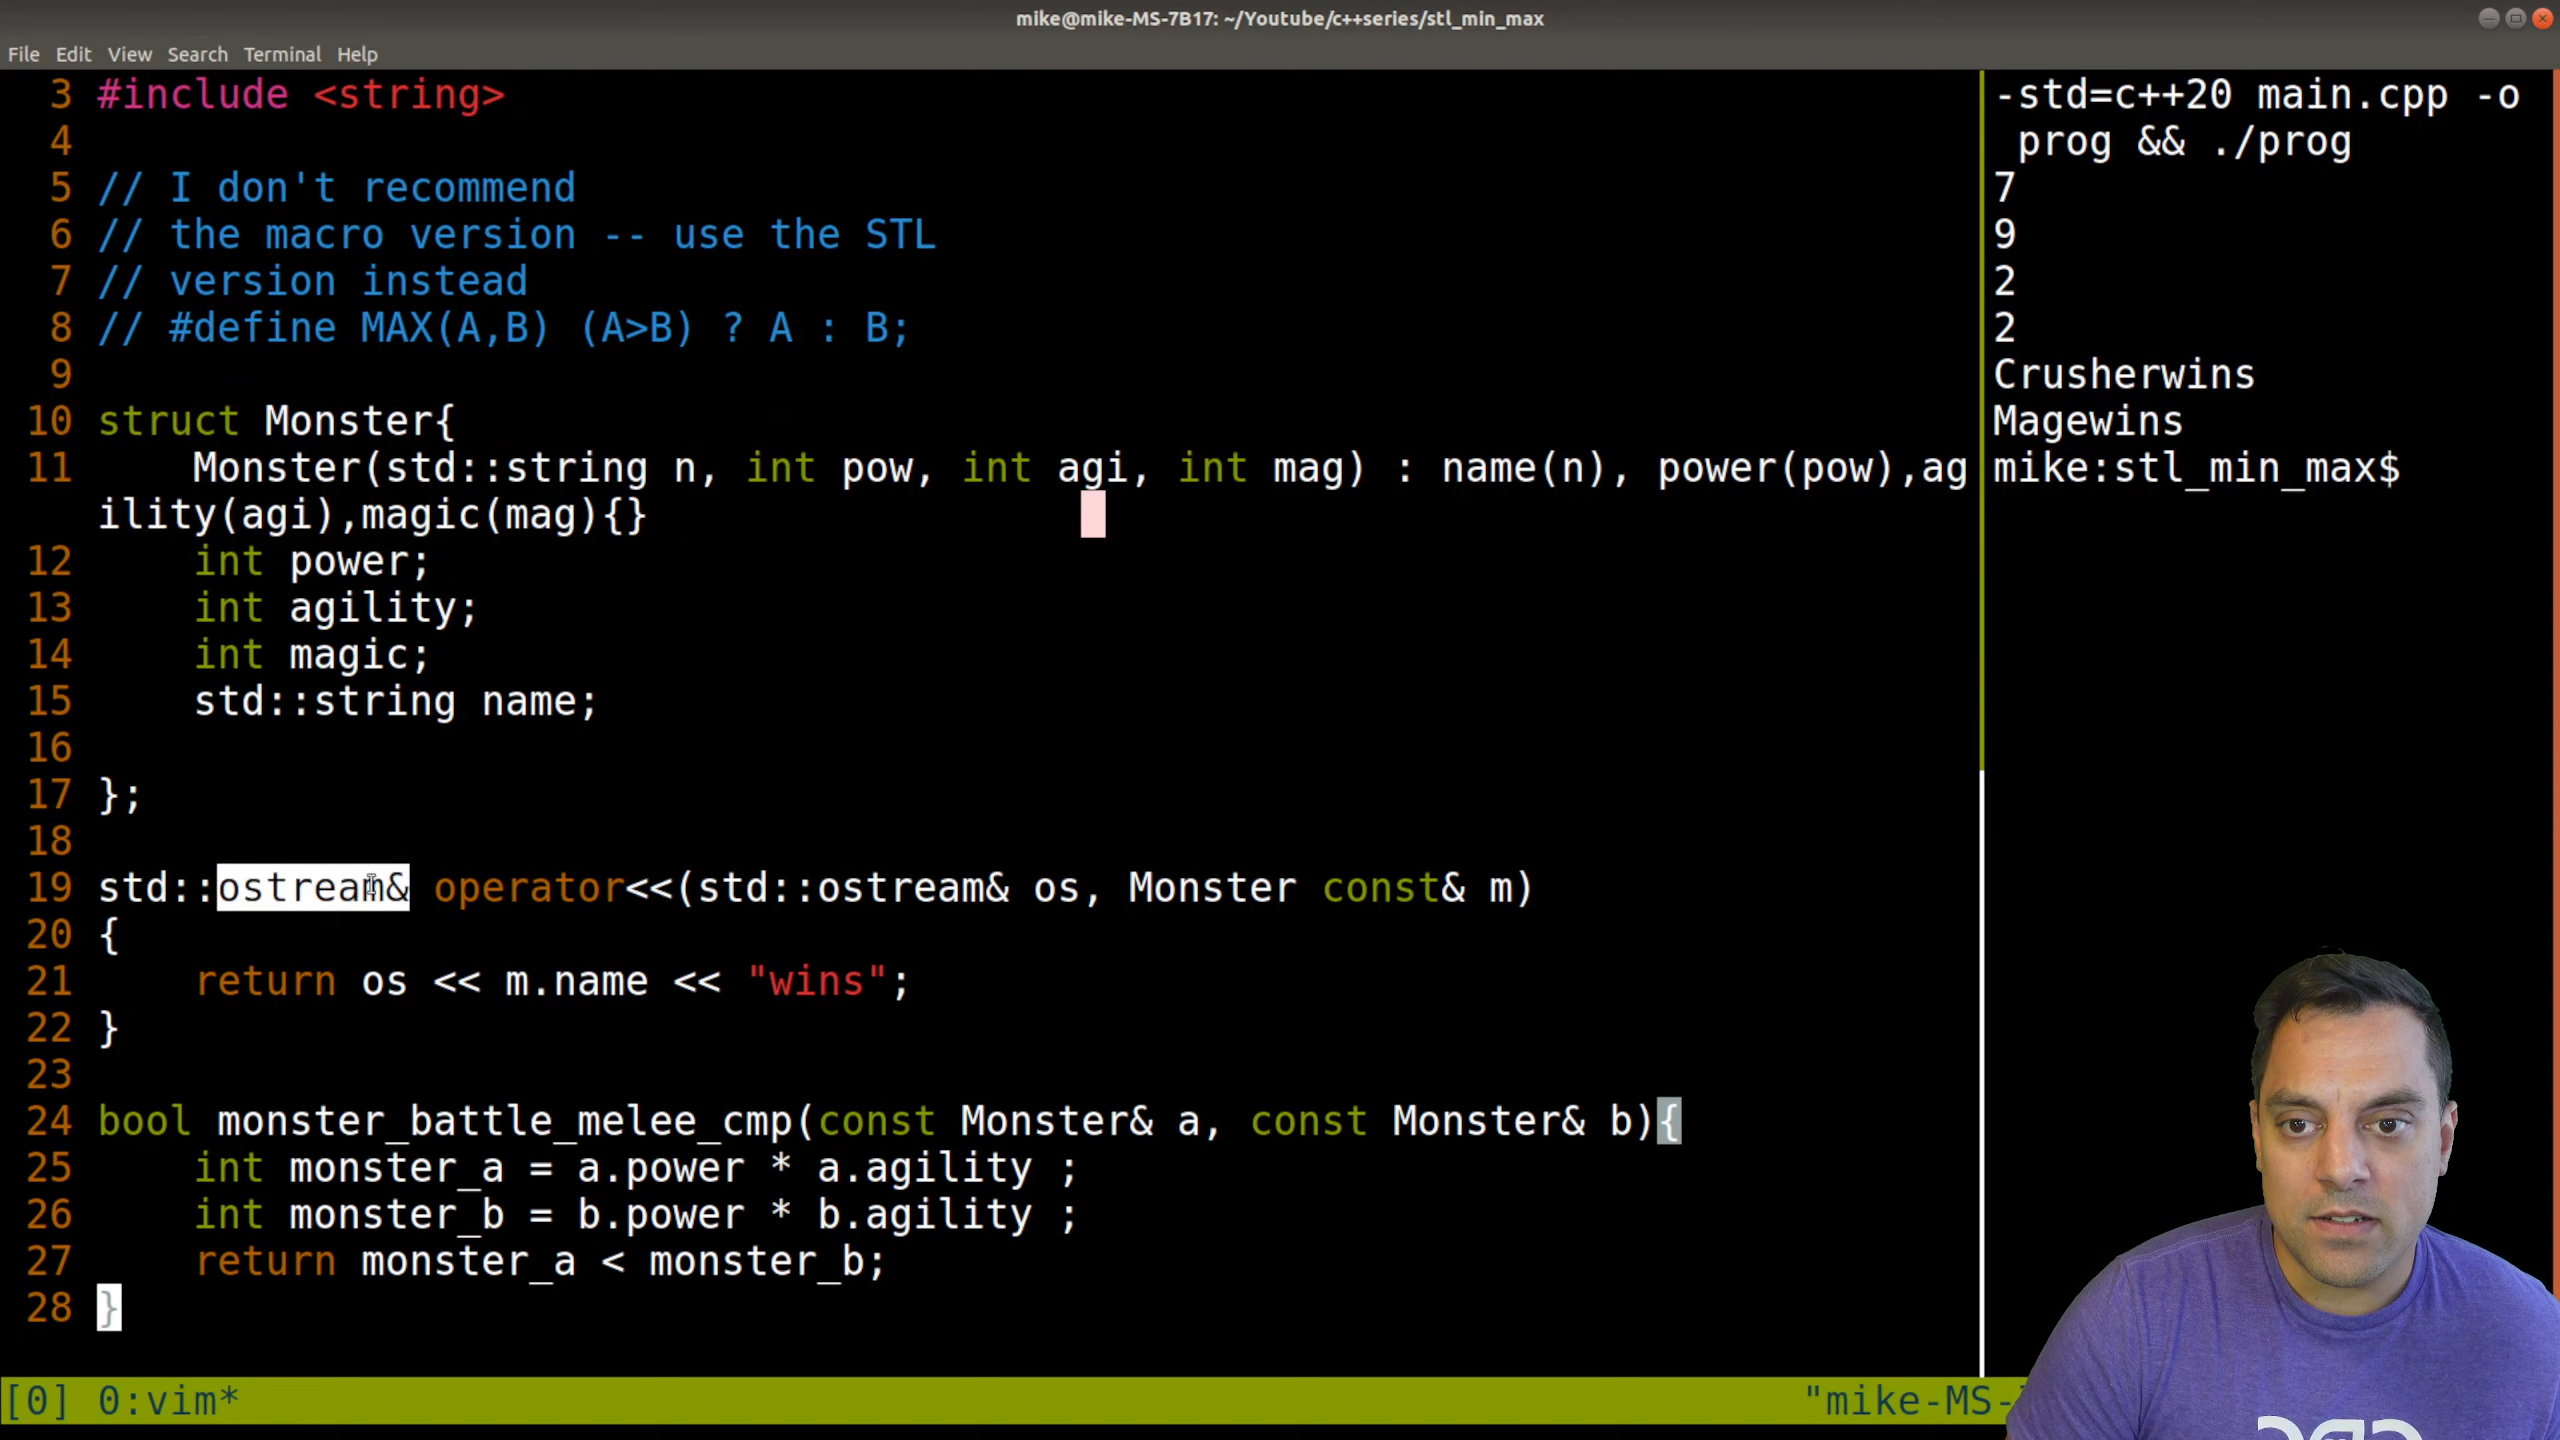 mike@mike-MS-7B17: ~/Youtube/c++series/stl_min_max
File Edit View Search Terminal Help
3 #include <string>
4
5 // I don't recommend
6 // the macro version -- use the STL
7 // version instead
8 // #define MAX(A,B) (A>B) ? A : B;
9
10 struct Monster{
11     Monster(std::string n, int pow, int agi, int mag) : name(n), power(pow),ag
ility(agi),magic(mag){}
12     int power;
13     int agility;
14     int magic;
15     std::string name;
16
17 };
18
19 std::ostream& operator<<(std::ostream& os, Monster const& m)
20 {
21     return os << m.name << "wins";
22 }
23
24 bool monster_battle_melee_cmp(const Monster& a, const Monster& b){
25     int monster_a = a.power * a.agility ;
26     int monster_b = b.power * b.agility ;
27     return monster_a < monster_b;
28 }
-std=c++20 main.cpp -o
prog && ./prog
7
9
2
2
Crusherwins
Magewins
mike:stl_min_max$
[0] 0:vim* "mike-MS-